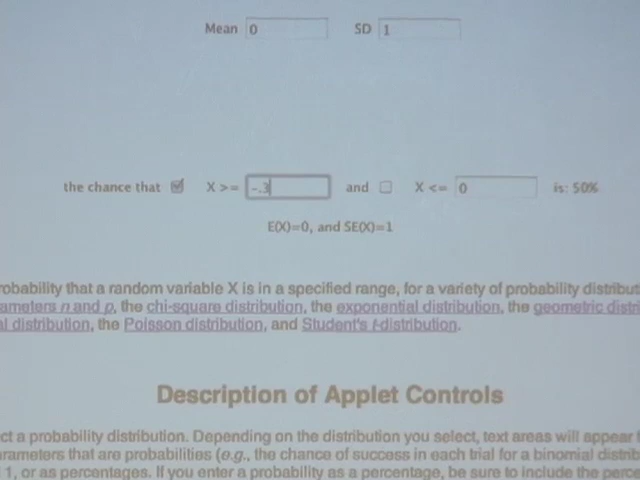 Mean 0 SD 1
the chance that X >= -.3 and X <= 0 is: 50%
E(X)=0, and SE(X)=1
robability that a random variable X is in a specified range, for a variety of probability distribut
ameters n and p, the chi-square distribution, the exponential distribution, the geometric distri
al distribution, the Poisson distribution, and Student's t-distribution.
Description of Applet Controls
ct a probability distribution. Depending on the distribution you select, text areas will appear
arameters that are probabilities (e.g., the chance of success in each trial for a binomial distrib
1, or as percentages. If you enter a probability as a percentage, be sure to include the perce